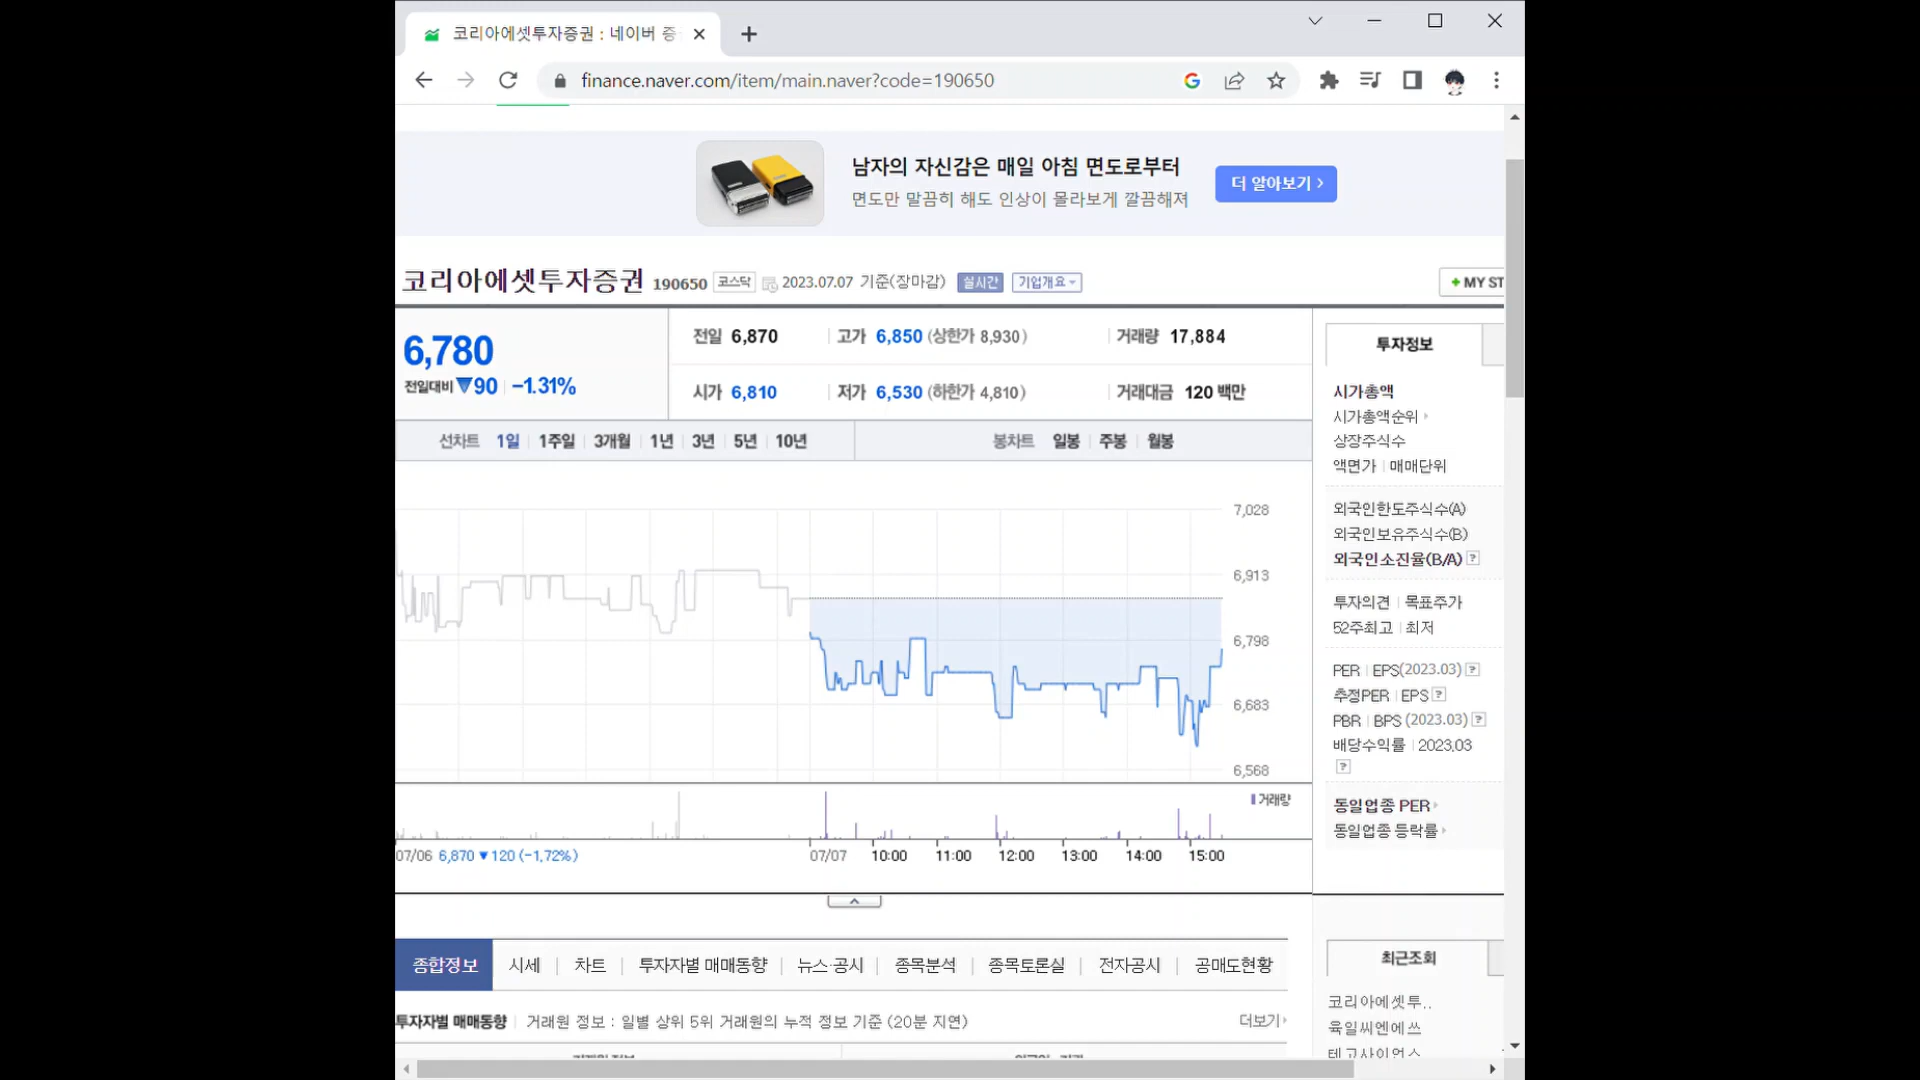 코리아에셋투자증권 : 네이버 증
finance.naver.com/item/main.naver?code=190650
남자의 자신감은 매일 아침 면도로부터
면도만 말끔히 해도 인상이 몰라보게 깔끔해져
더 알아보기 >
코리아에셋투자증권 190650 코스닥 2023.07.07 기준(장마감) 실시간 기업개요 + MY ST
6,780
전일대비 ▼90 -1.31%
전일 6,870 고가 6,850 (상한가 8,930) 거래량 17,884
시가 6,810 저가 6,530 (하한가 4,810) 거래대금 120 백만
선차트 1일 1주일 3개월 1년 3년 5년 10년 봉차트 일봉 주봉 월봉
7,028
6,913
6,798
6,683
6,568
거래량
07/06 6,870 ▼120 (-1.72%) 07/07 10:00 11:00 12:00 13:00 14:00 15:00
투자정보
시가총액
시가총액순위
상장주식수
액면가 | 매매단위
외국인한도주식수(A)
외국인보유주식수(B)
외국인소진율(B/A) ?
투자의견 | 목표주가
52주최고 | 최저
PER | EPS(2023.03) ?
추정PER | EPS ?
PBR | BPS (2023.03) ?
배당수익률 | 2023.03
?
동일업종 PER
동일업종 등락률
종합정보 시세 차트 투자자별 매매동향 뉴스·공시 종목분석 종목토론실 전자공시 공매도현황
투자자별 매매동향 거래원 정보 : 일별 상위 5위 거래원의 누적 정보 기준 (20분 지연) 더보기
최근조회
코리아에셋투..
육일씨엔에쓰
테고사이언스